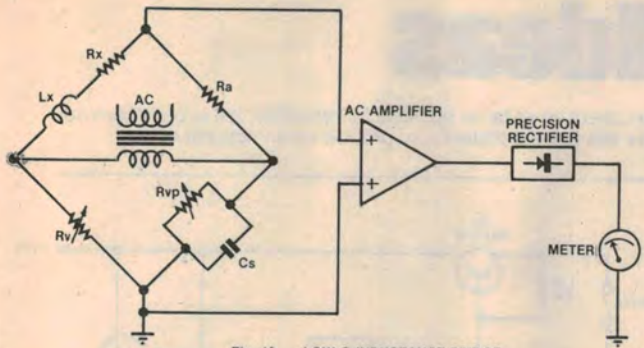 Rx
Lx
AC
Ra
AC AMPLIFIER
+
+
PRECISION
RECTIFIER
Rvp
Rv
Cs
METER